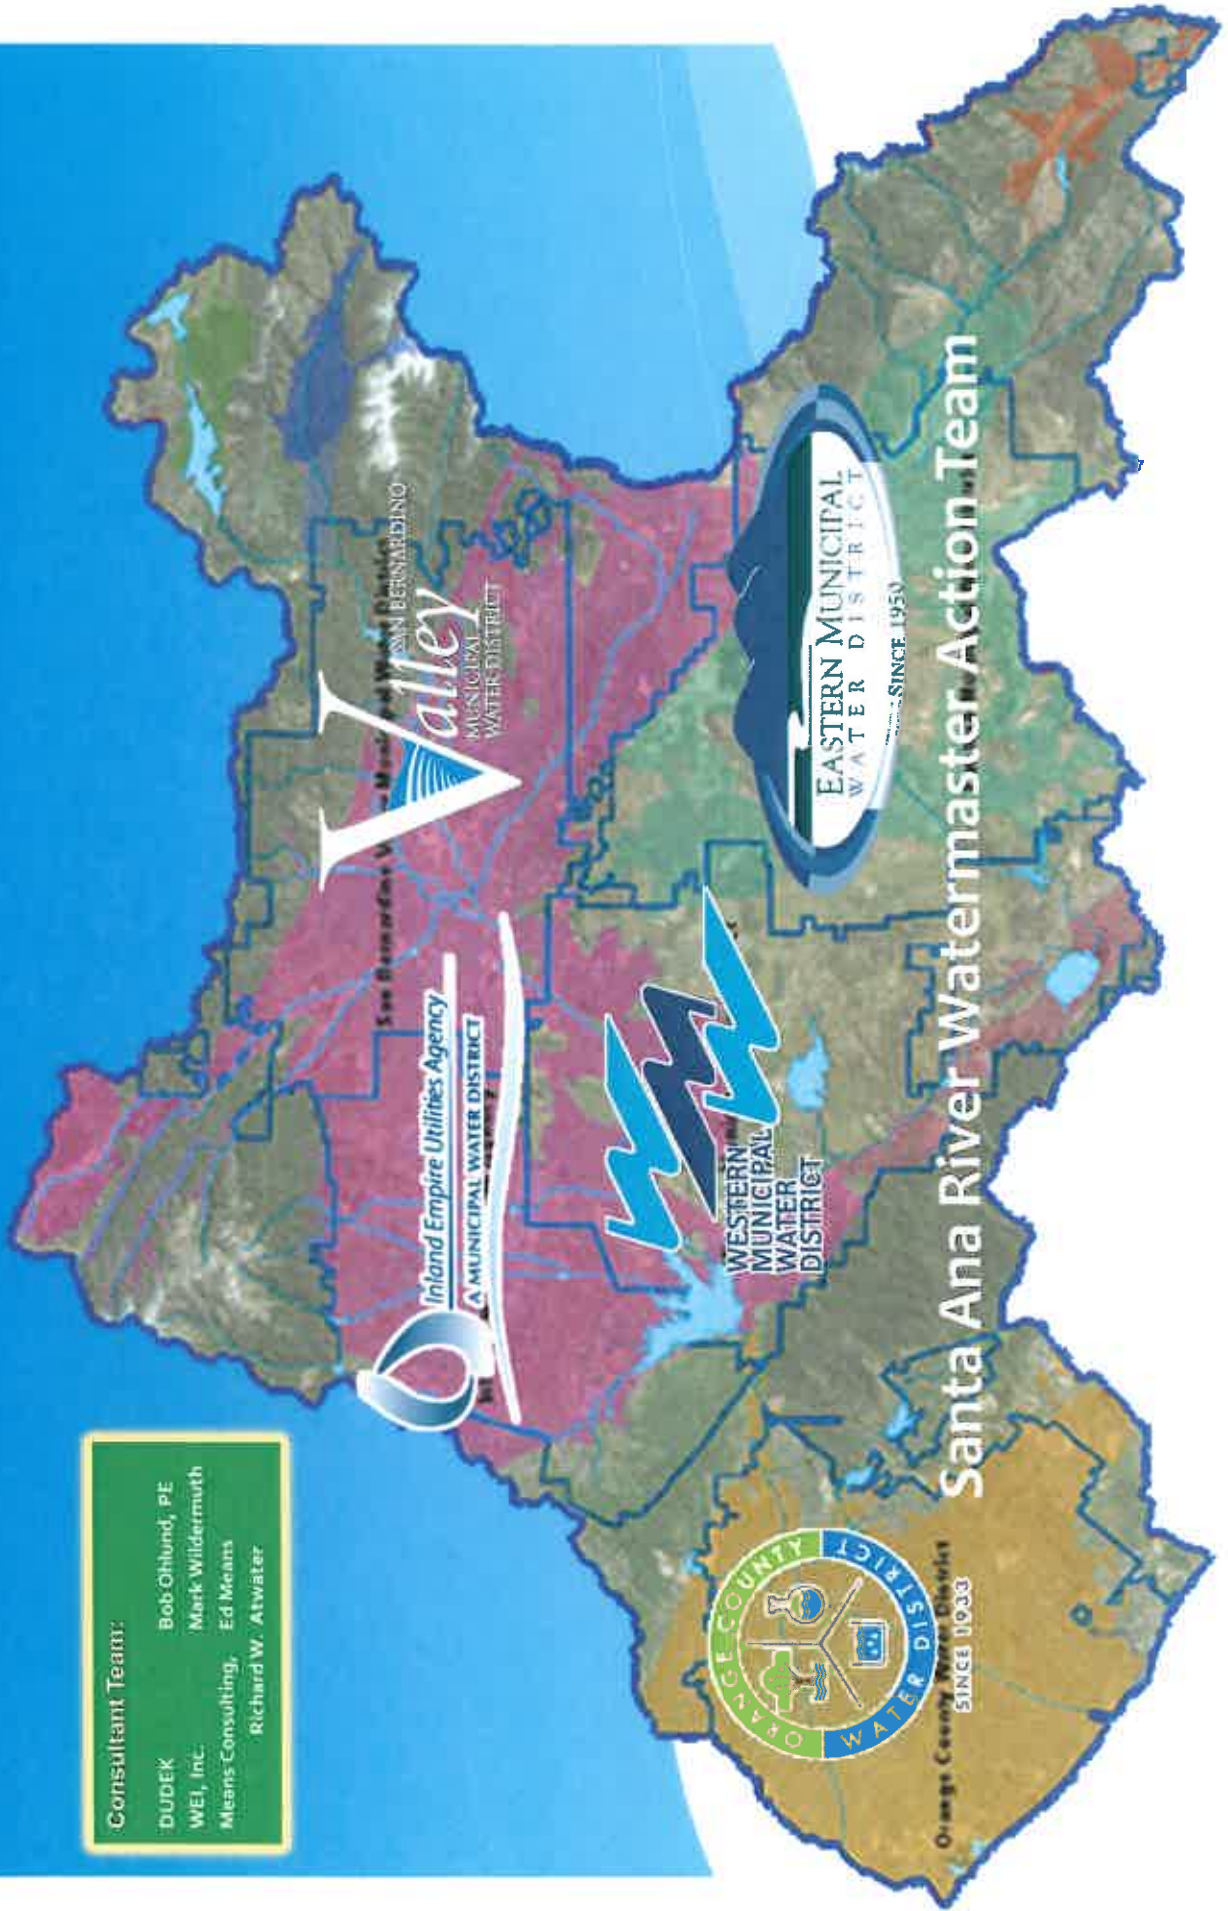 Consultant Team:
DUDEK Bob Ohlund, PE
WEI, Inc. Mark Wildermuth
Means Consulting, Ed Means
Richard W. Atwater
Inland Empire Utilities Agency
A MUNICIPAL WATER DISTRICT
Valley
SAN BERNARDINO
MUNICIPAL
WATER DISTRICT
San Bernardino
WESTERN
MUNICIPAL
WATER
DISTRICT
EASTERN MUNICIPAL
WATER DISTRICT
SINCE 1950
ORANGE COUNTY
WATER DISTRICT
SINCE 1933
Orange County Water District
Santa Ana River Watermaster Action Team